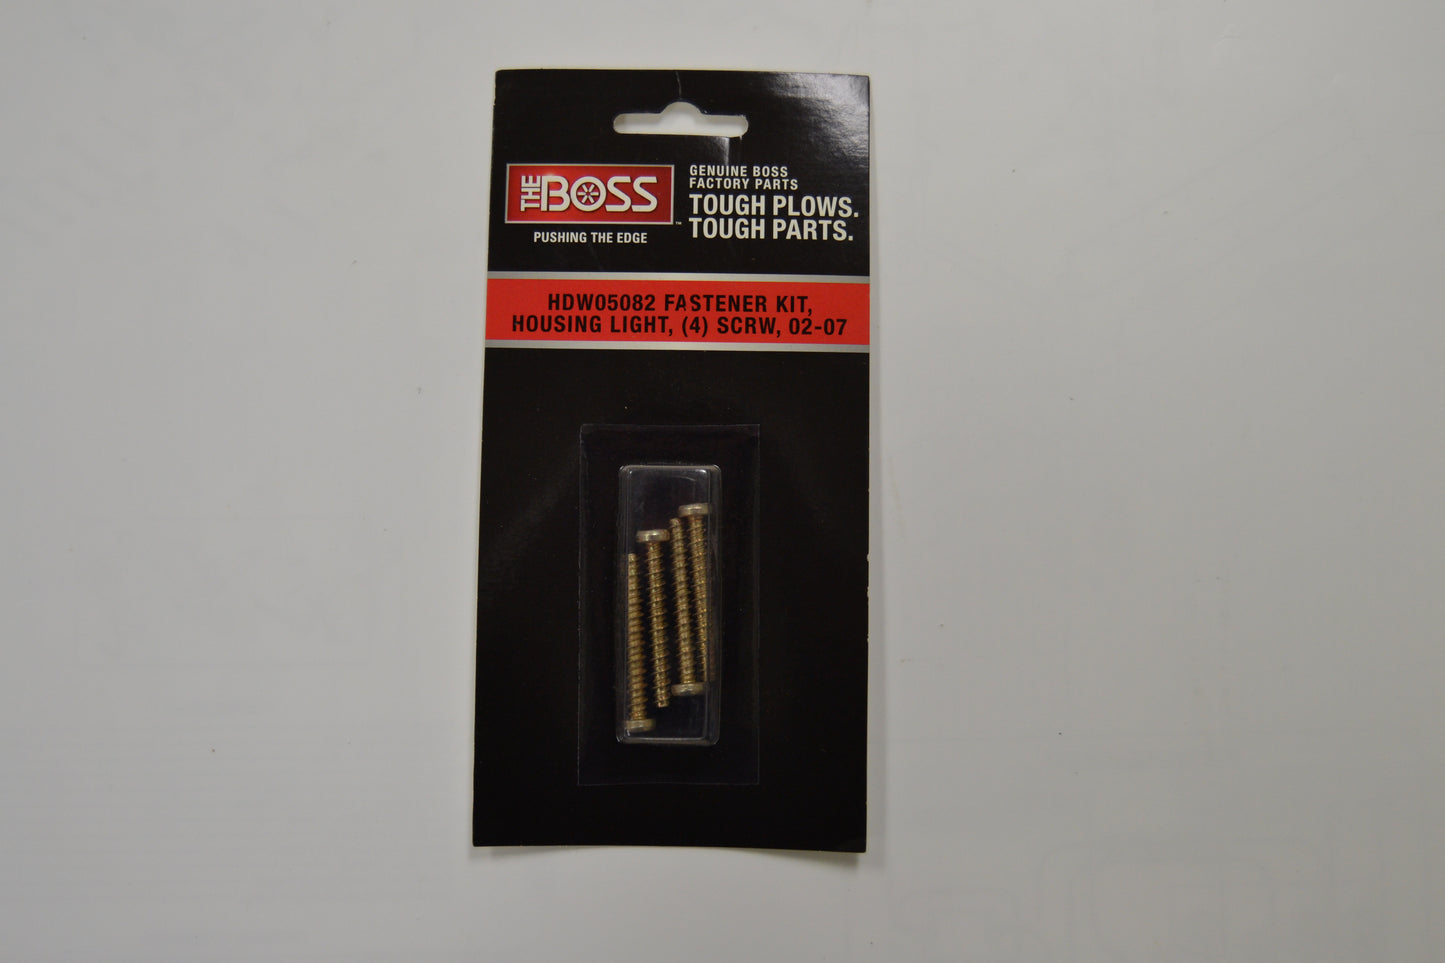 THE BOSS
™
PUSHING THE EDGE
GENUINE BOSS
FACTORY PARTS
TOUGH PLOWS.
TOUGH PARTS.
HDW05082 FASTENER KIT,
HOUSING LIGHT, (4) SCRW, 02-07